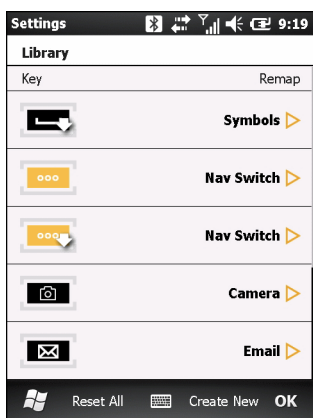 Settings 9:19
Library
Key Remap
Symbols
Nav Switch
Nav Switch
Camera
Email
Reset All Create New OK